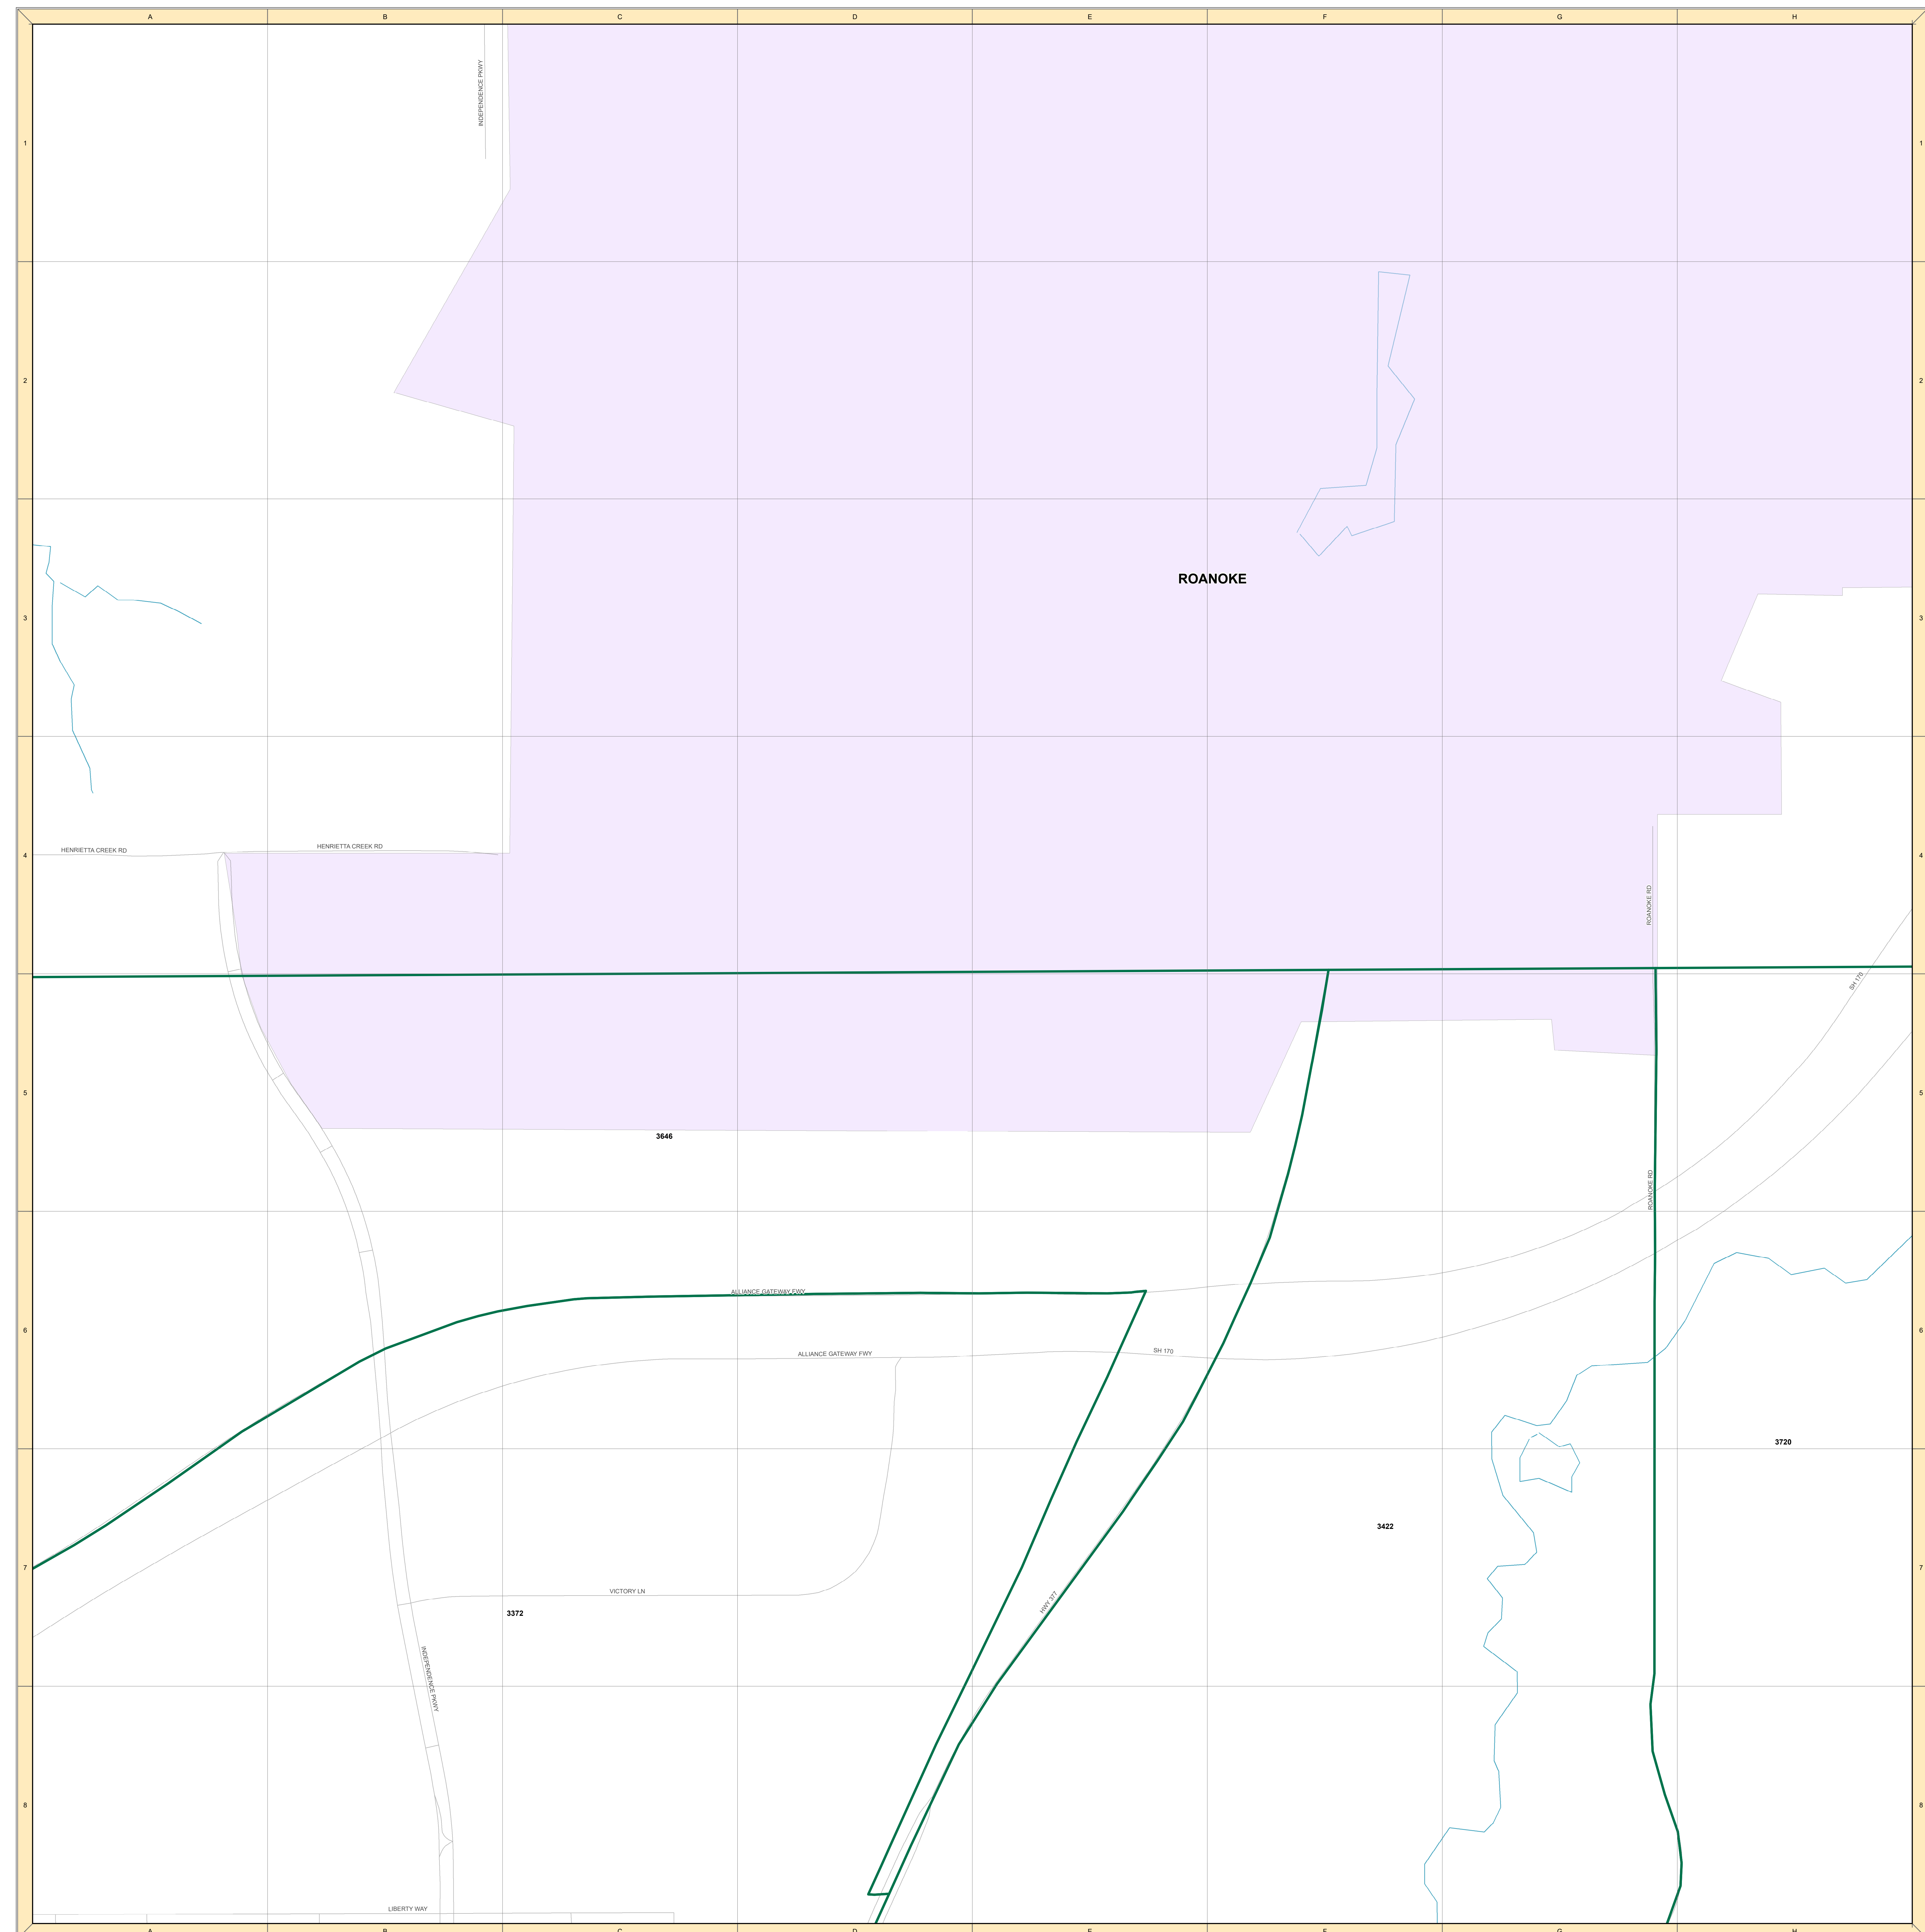 A B C D E F G H
INDEPENDENCE PKWY
1 1
2 2
ROANOKE
3 3
HENRIETTA CREEK RD
HENRIETTA CREEK RD
4 4
ROANOKE RD
SH 170
5 5
3646
ROANOKE RD
ALLIANCE GATEWAY FWY
6 6
ALLIANCE GATEWAY FWY
SH 170
3720
3422
7 7
VICTORY LN
HWY 377
3372
INDEPENDENCE PKWY
8 8
LIBERTY WAY
A B C D E F G H